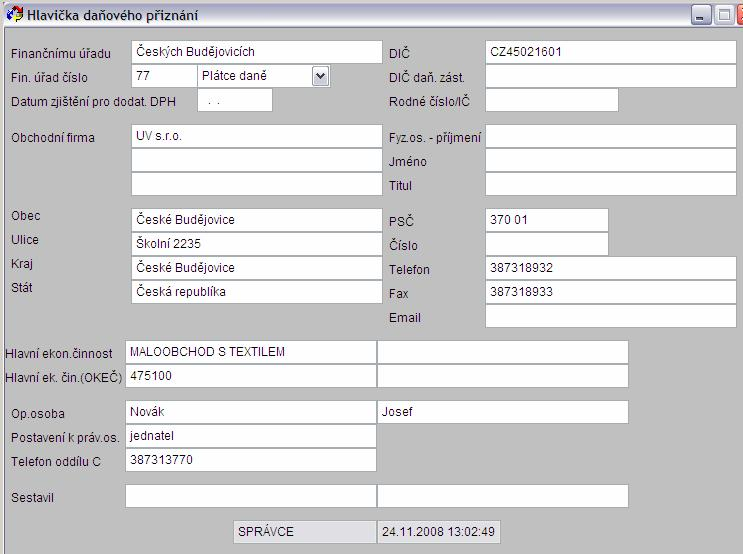 Hlavička daňového přiznání
Finančnímu úřadu Českých Budějovicích DIČ CZ45021601
Fin. úřad číslo 77 Plátce daně DIČ daň. zást.
Datum zjištění pro dodat. DPH . . Rodné číslo/IČ
Obchodní firma UV s.r.o. Fyz.os. - příjmení
Jméno
Titul
Obec České Budějovice PSČ 370 01
Ulice Školní 2235 Číslo
Kraj České Budějovice Telefon 387318932
Stát Česká republíka Fax 387318933
Email
Hlavní ekon.činnost MALOOBCHOD S TEXTILEM
Hlavní ek. čin.(OKEČ) 475100
Op.osoba Novák Josef
Postavení k práv.os. jednatel
Telefon oddílu C 387313770
Sestavil
SPRÁVCE 24.11.2008 13:02:49